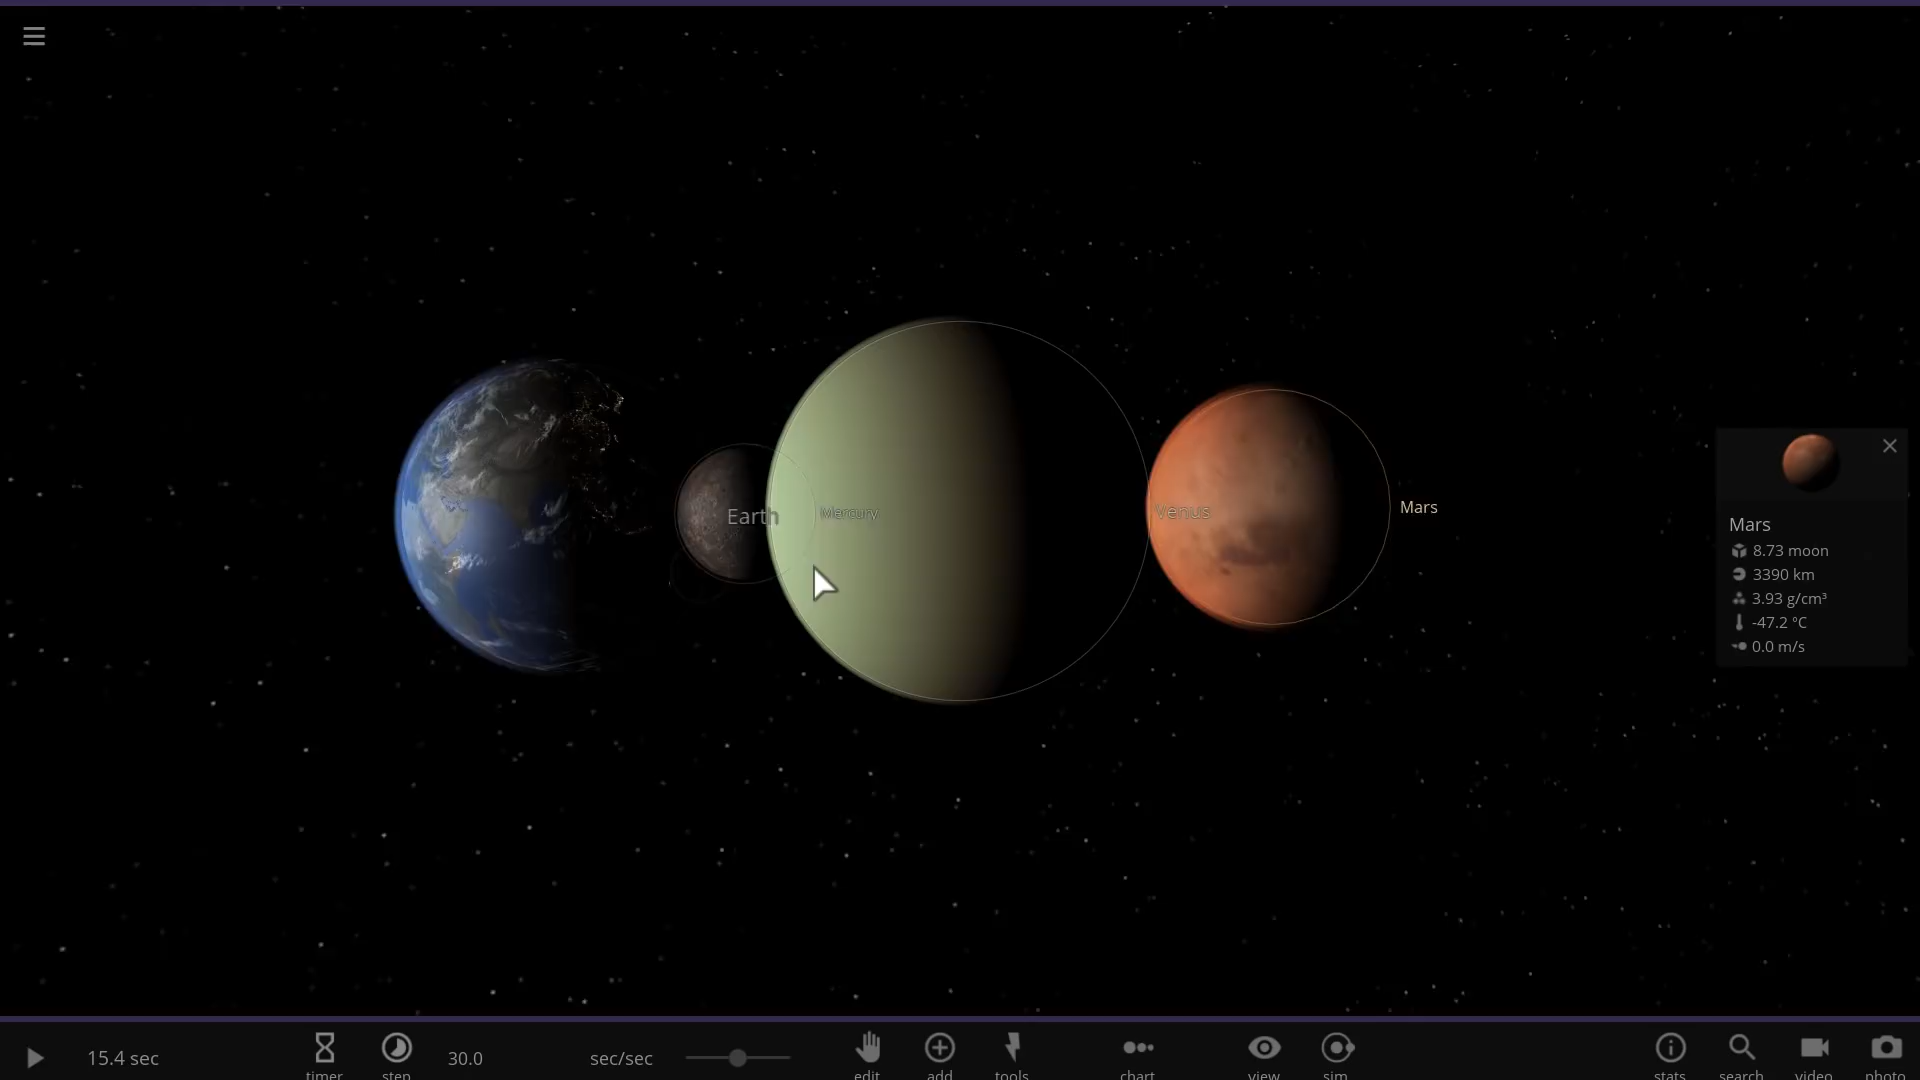 Earth
Mercury
Venus
Mars
Mars
8.73 moon
3390 km
3.93 g/cm³
-47.2 °C
0.0 m/s
15.4 sec
timer
step
30.0
sec/sec
edit
add
tools
chart
view
sim
stats
search
video
photo